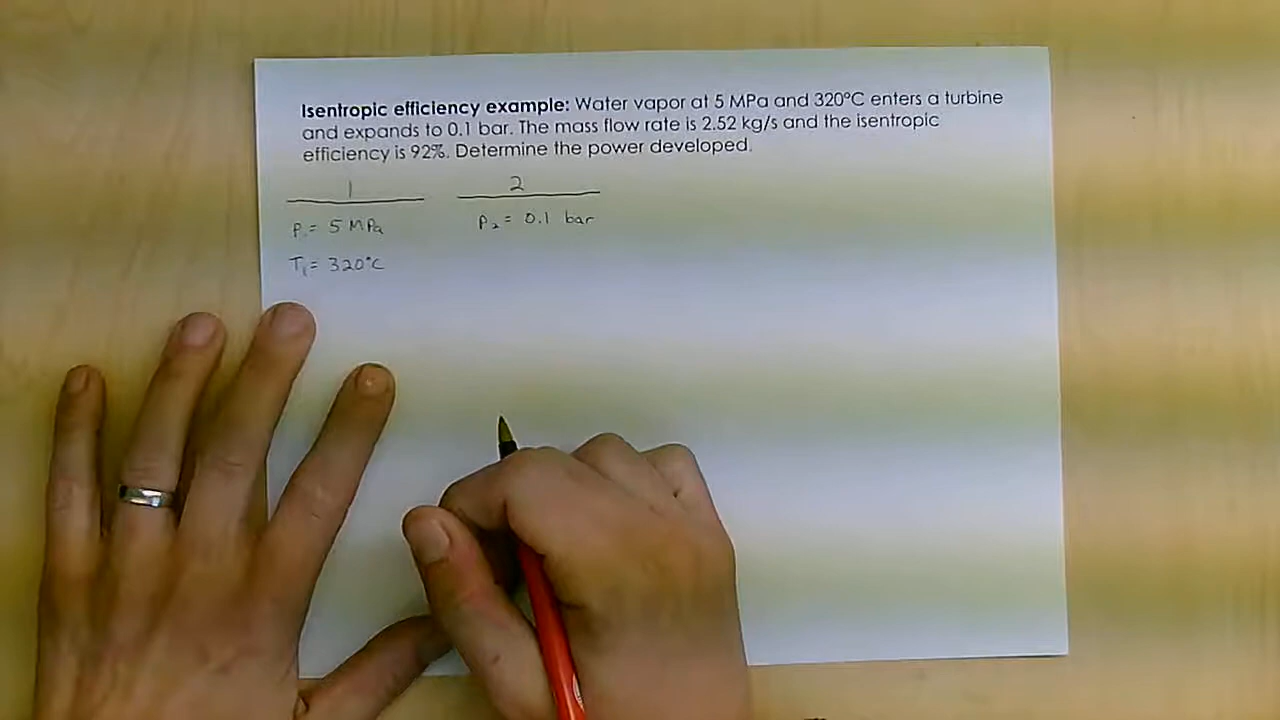 Isentropic efficiency example: Water vapor at 5 MPa and 320°C enters a turbine
and expands to 0.1 bar. The mass flow rate is 2.52 kg/s and the isentropic
efficiency is 92%. Determine the power developed.
1 2
P₁ = 5 MPa P₂ = 0.1 bar
T₁ = 320°C